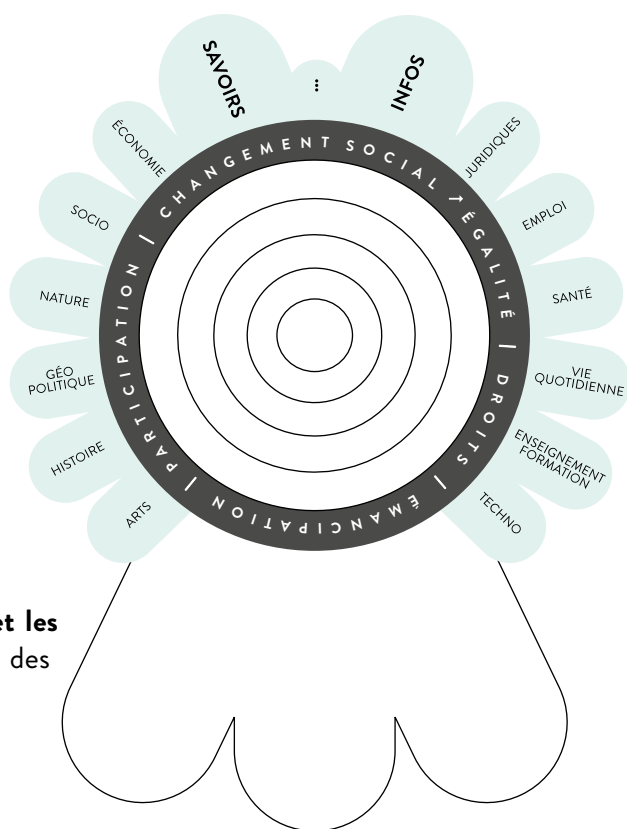 SAVOIRS
...
INFOS
ÉCONOMIE
SOCIO
NATURE
GÉO
POLITIQUE
HISTOIRE
ARTS
JURIDIQUES
EMPLOI
SANTÉ
VIE
QUOTIDIENNE
ENSEIGNEMENT
FORMATION
TECHNO
CHANGEMENT SOCIAL ↗ ÉGALITÉ | DROITS | ÉMANCIPATION | PARTICIPATION |
et les
des